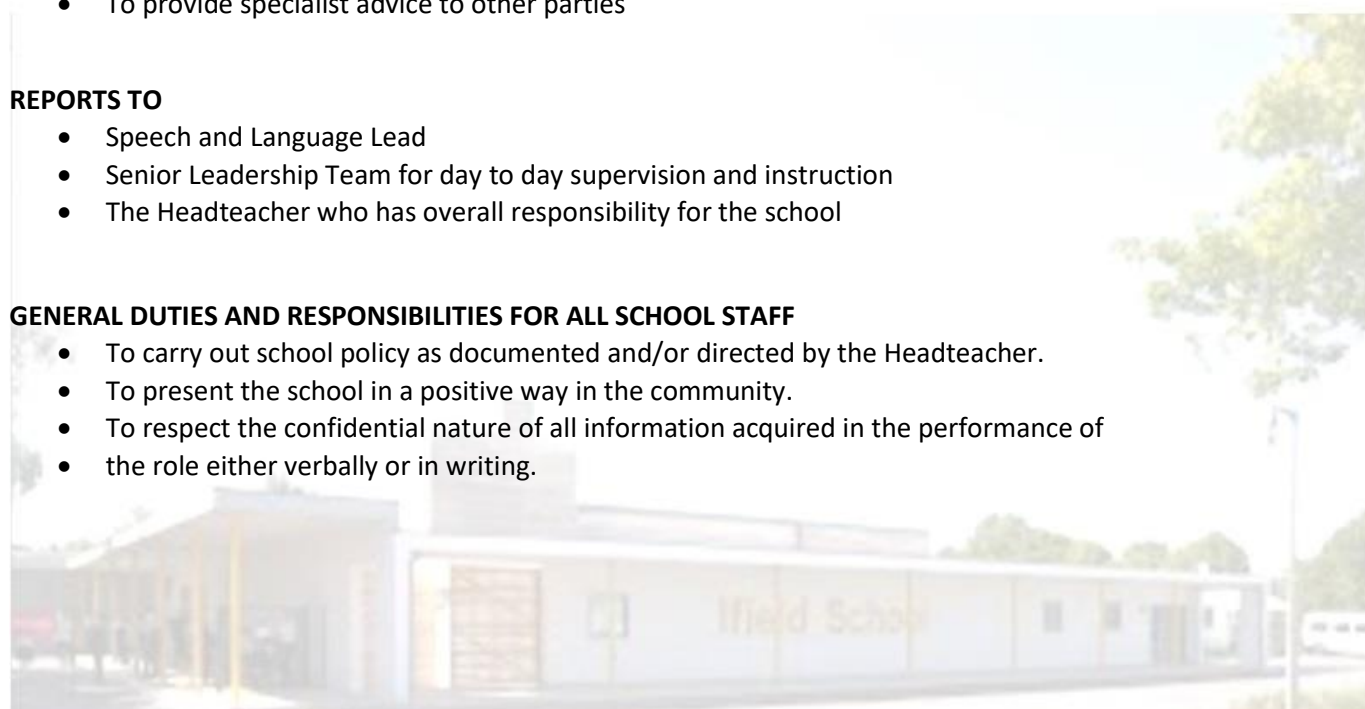 • To provide specialist advice to other parties
REPORTS TO
• Speech and Language Lead
• Senior Leadership Team for day to day supervision and instruction
• The Headteacher who has overall responsibility for the school
GENERAL DUTIES AND RESPONSIBILITIES FOR ALL SCHOOL STAFF
• To carry out school policy as documented and/or directed by the Headteacher.
• To present the school in a positive way in the community.
• To respect the confidential nature of all information acquired in the performance of
• the role either verbally or in writing.
Ifield School